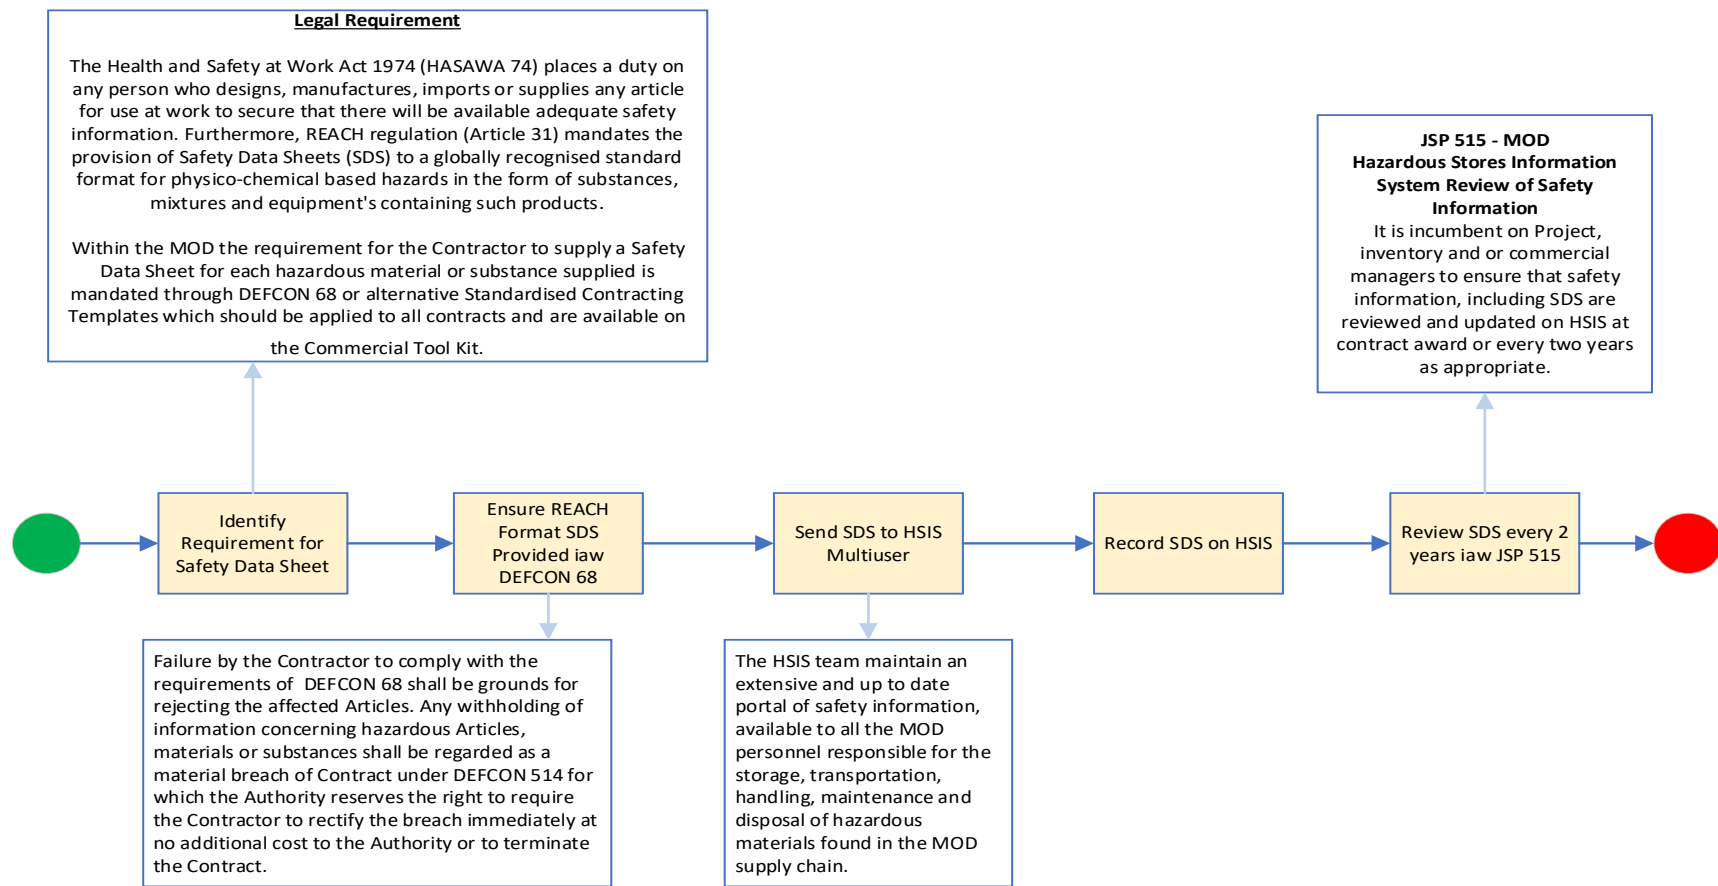 Legal Requirement
The Health and Safety at Work Act 1974 (HASAWA 74) places a duty on
any person who designs, manufactures, imports or supplies any article
for use at work to secure that there will be available adequate safety
information. Furthermore, REACH regulation (Article 31) mandates the
provision of Safety Data Sheets (SDS) to a globally recognised standard
format for physico-chemical based hazards in the form of substances,
mixtures and equipment's containing such products.
Within the MOD the requirement for the Contractor to supply a Safety
Data Sheet for each hazardous material or substance supplied is
mandated through DEFCON 68 or alternative Standardised Contracting
Templates which should be applied to all contracts and are available on
the Commercial Tool Kit.
JSP 515 - MOD
Hazardous Stores Information
System Review of Safety
Information
It is incumbent on Project,
inventory and or commercial
managers to ensure that safety
information, including SDS are
reviewed and updated on HSIS at
contract award or every two years
as appropriate.
Identify
Requirement for
Safety Data Sheet
Ensure REACH
Format SDS
Provided iaw
DEFCON 68
Send SDS to HSIS
Multiuser
Record SDS on HSIS
Review SDS every 2
years iaw JSP 515
Failure by the Contractor to comply with the
requirements of  DEFCON 68 shall be grounds for
rejecting the affected Articles. Any withholding of
information concerning hazardous Articles,
materials or substances shall be regarded as a
material breach of Contract under DEFCON 514 for
which the Authority reserves the right to require
the Contractor to rectify the breach immediately at
no additional cost to the Authority or to terminate
the Contract.
The HSIS team maintain an
extensive and up to date
portal of safety information,
available to all the MOD
personnel responsible for the
storage, transportation,
handling, maintenance and
disposal of hazardous
materials found in the MOD
supply chain.